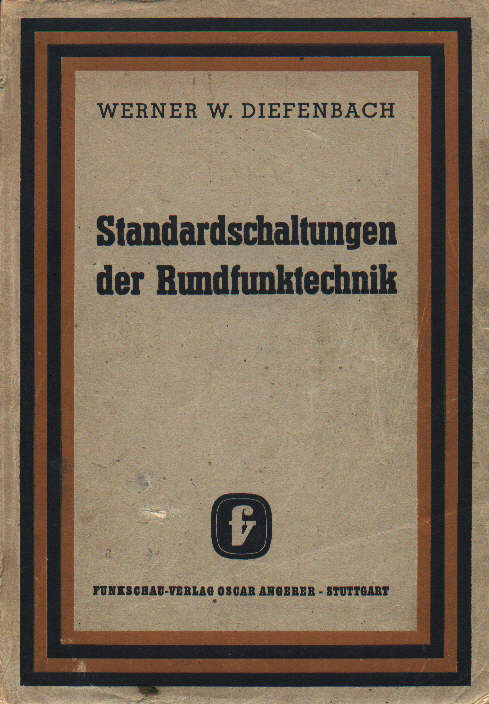 WERNER W. DIEFENBACH
Standardschaltungen
der Rundfunktechnik
fv
FUNKSCHAU-VERLAG OSCAR ANGERER - STUTTGART